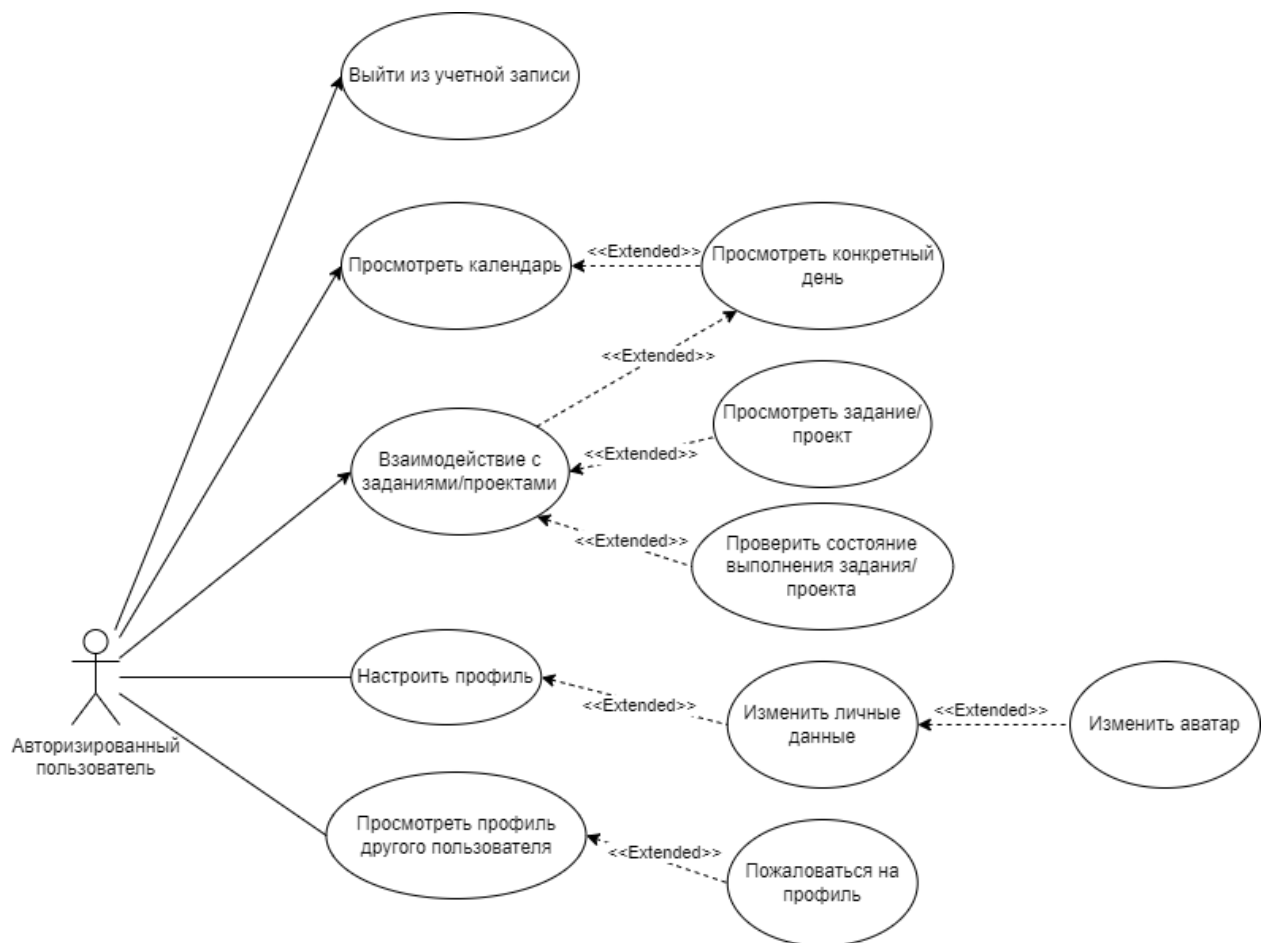 Выйти из учетной записи
Просмотреть календарь
<<Extended>>
Просмотреть конкретный
день
<<Extended>>
Взаимодействие с
заданиями/проектами
<<Extended>>
Просмотреть задание/
проект
<<Extended>>
Проверить состояние
выполнения задания/
проекта
Авторизированный
пользователь
Настроить профиль
<<Extended>>
Изменить личные
данные
<<Extended>>
Изменить аватар
Просмотреть профиль
другого пользователя
<<Extended>>
Пожаловаться на
профиль